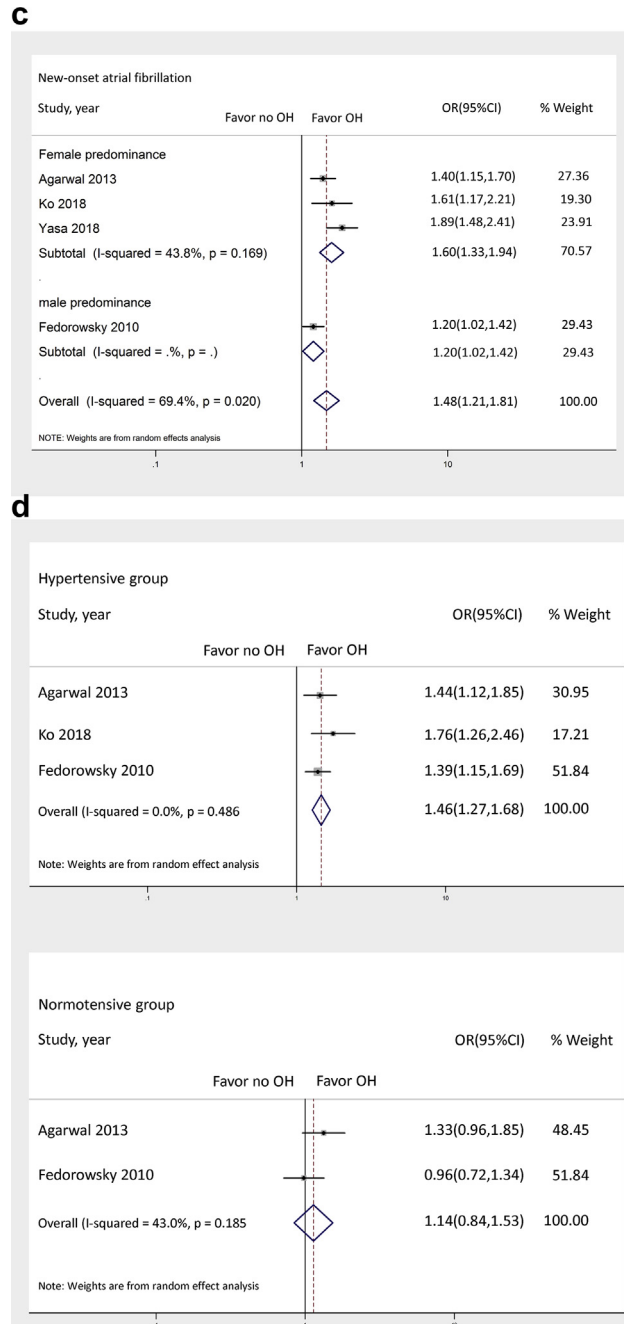 c
New-onset atrial fibrillation
Study, year Favor no OH Favor OH OR(95%CI) % Weight
Female predominance
Agarwal 2013 1.40(1.15,1.70) 27.36
Ko 2018 1.61(1.17,2.21) 19.30
Yasa 2018 1.89(1.48,2.41) 23.91
Subtotal (I-squared = 43.8%, p = 0.169) 1.60(1.33,1.94) 70.57
.
male predominance
Fedorowsky 2010 1.20(1.02,1.42) 29.43
Subtotal (I-squared = .%, p = .) 1.20(1.02,1.42) 29.43
.
Overall (I-squared = 69.4%, p = 0.020) 1.48(1.21,1.81) 100.00
NOTE: Weights are from random effects analysis
.1 1 10
d
Hypertensive group
Study, year OR(95%CI) % Weight
Favor no OH Favor OH
Agarwal 2013 1.44(1.12,1.85) 30.95
Ko 2018 1.76(1.26,2.46) 17.21
Fedorowsky 2010 1.39(1.15,1.69) 51.84
Overall (I-squared = 0.0%, p = 0.486 1.46(1.27,1.68) 100.00
Note: Weights are from random effect analysis
.1 1 10
Normotensive group
Study, year OR(95%CI) % Weight
Favor no OH Favor OH
Agarwal 2013 1.33(0.96,1.85) 48.45
Fedorowsky 2010 0.96(0.72,1.34) 51.84
Overall (I-squared = 43.0%, p = 0.185 1.14(0.84,1.53) 100.00
Note: Weights are from random effect analysis